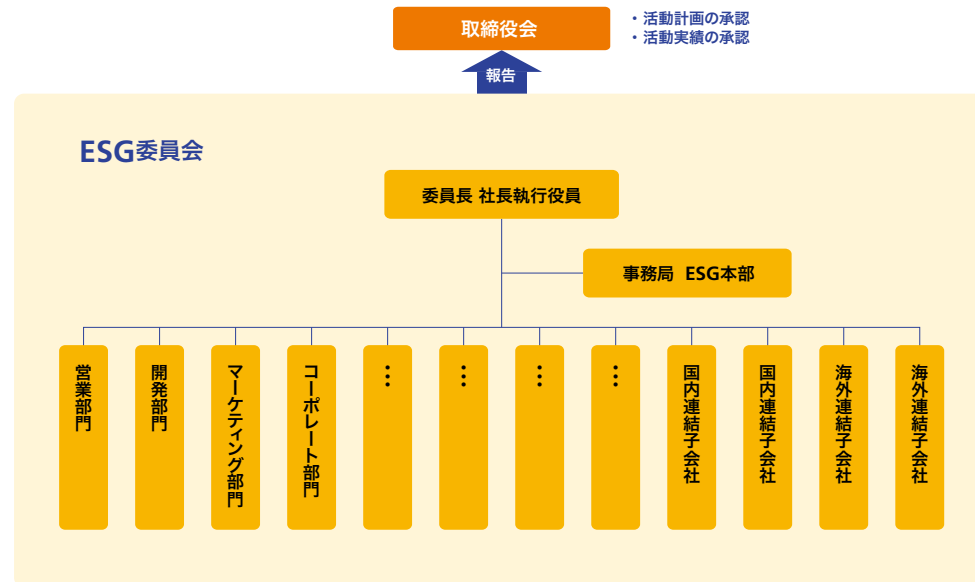 取締役会
・活動計画の承認
・活動実績の承認
報告
ESG委員会
委員長 社長執行役員
事務局 ESG本部
営業部門
開発部門
マーケティング部門
コーポレート部門
…
…
…
…
国内連結子会社
国内連結子会社
海外連結子会社
海外連結子会社